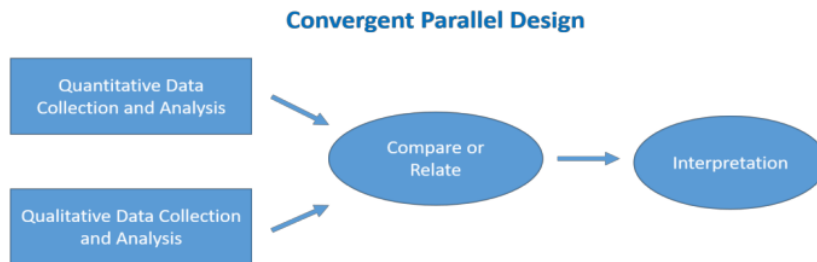 Convergent Parallel Design
Quantitative Data
Collection and Analysis
Compare or
Relate
Interpretation
Qualitative Data Collection
and Analysis